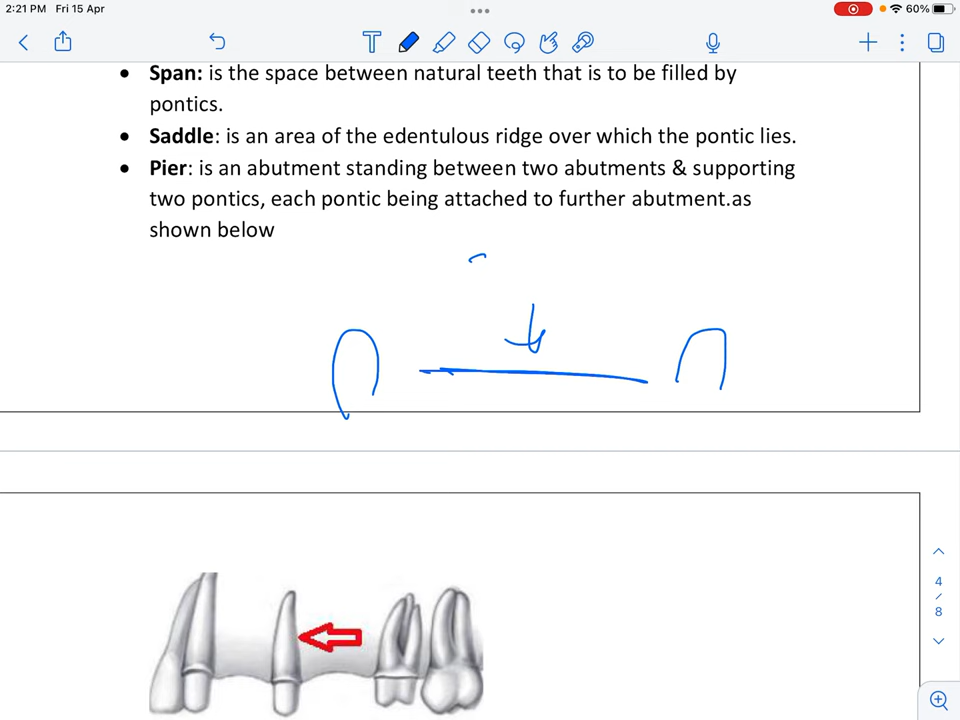 2:21 PM Fri 15 Apr
60%
T
• Span: is the space between natural teeth that is to be filled by
pontics.
• Saddle: is an area of the edentulous ridge over which the pontic lies.
• Pier: is an abutment standing between two abutments & supporting
two pontics, each pontic being attached to further abutment.as
shown below
4
/
8